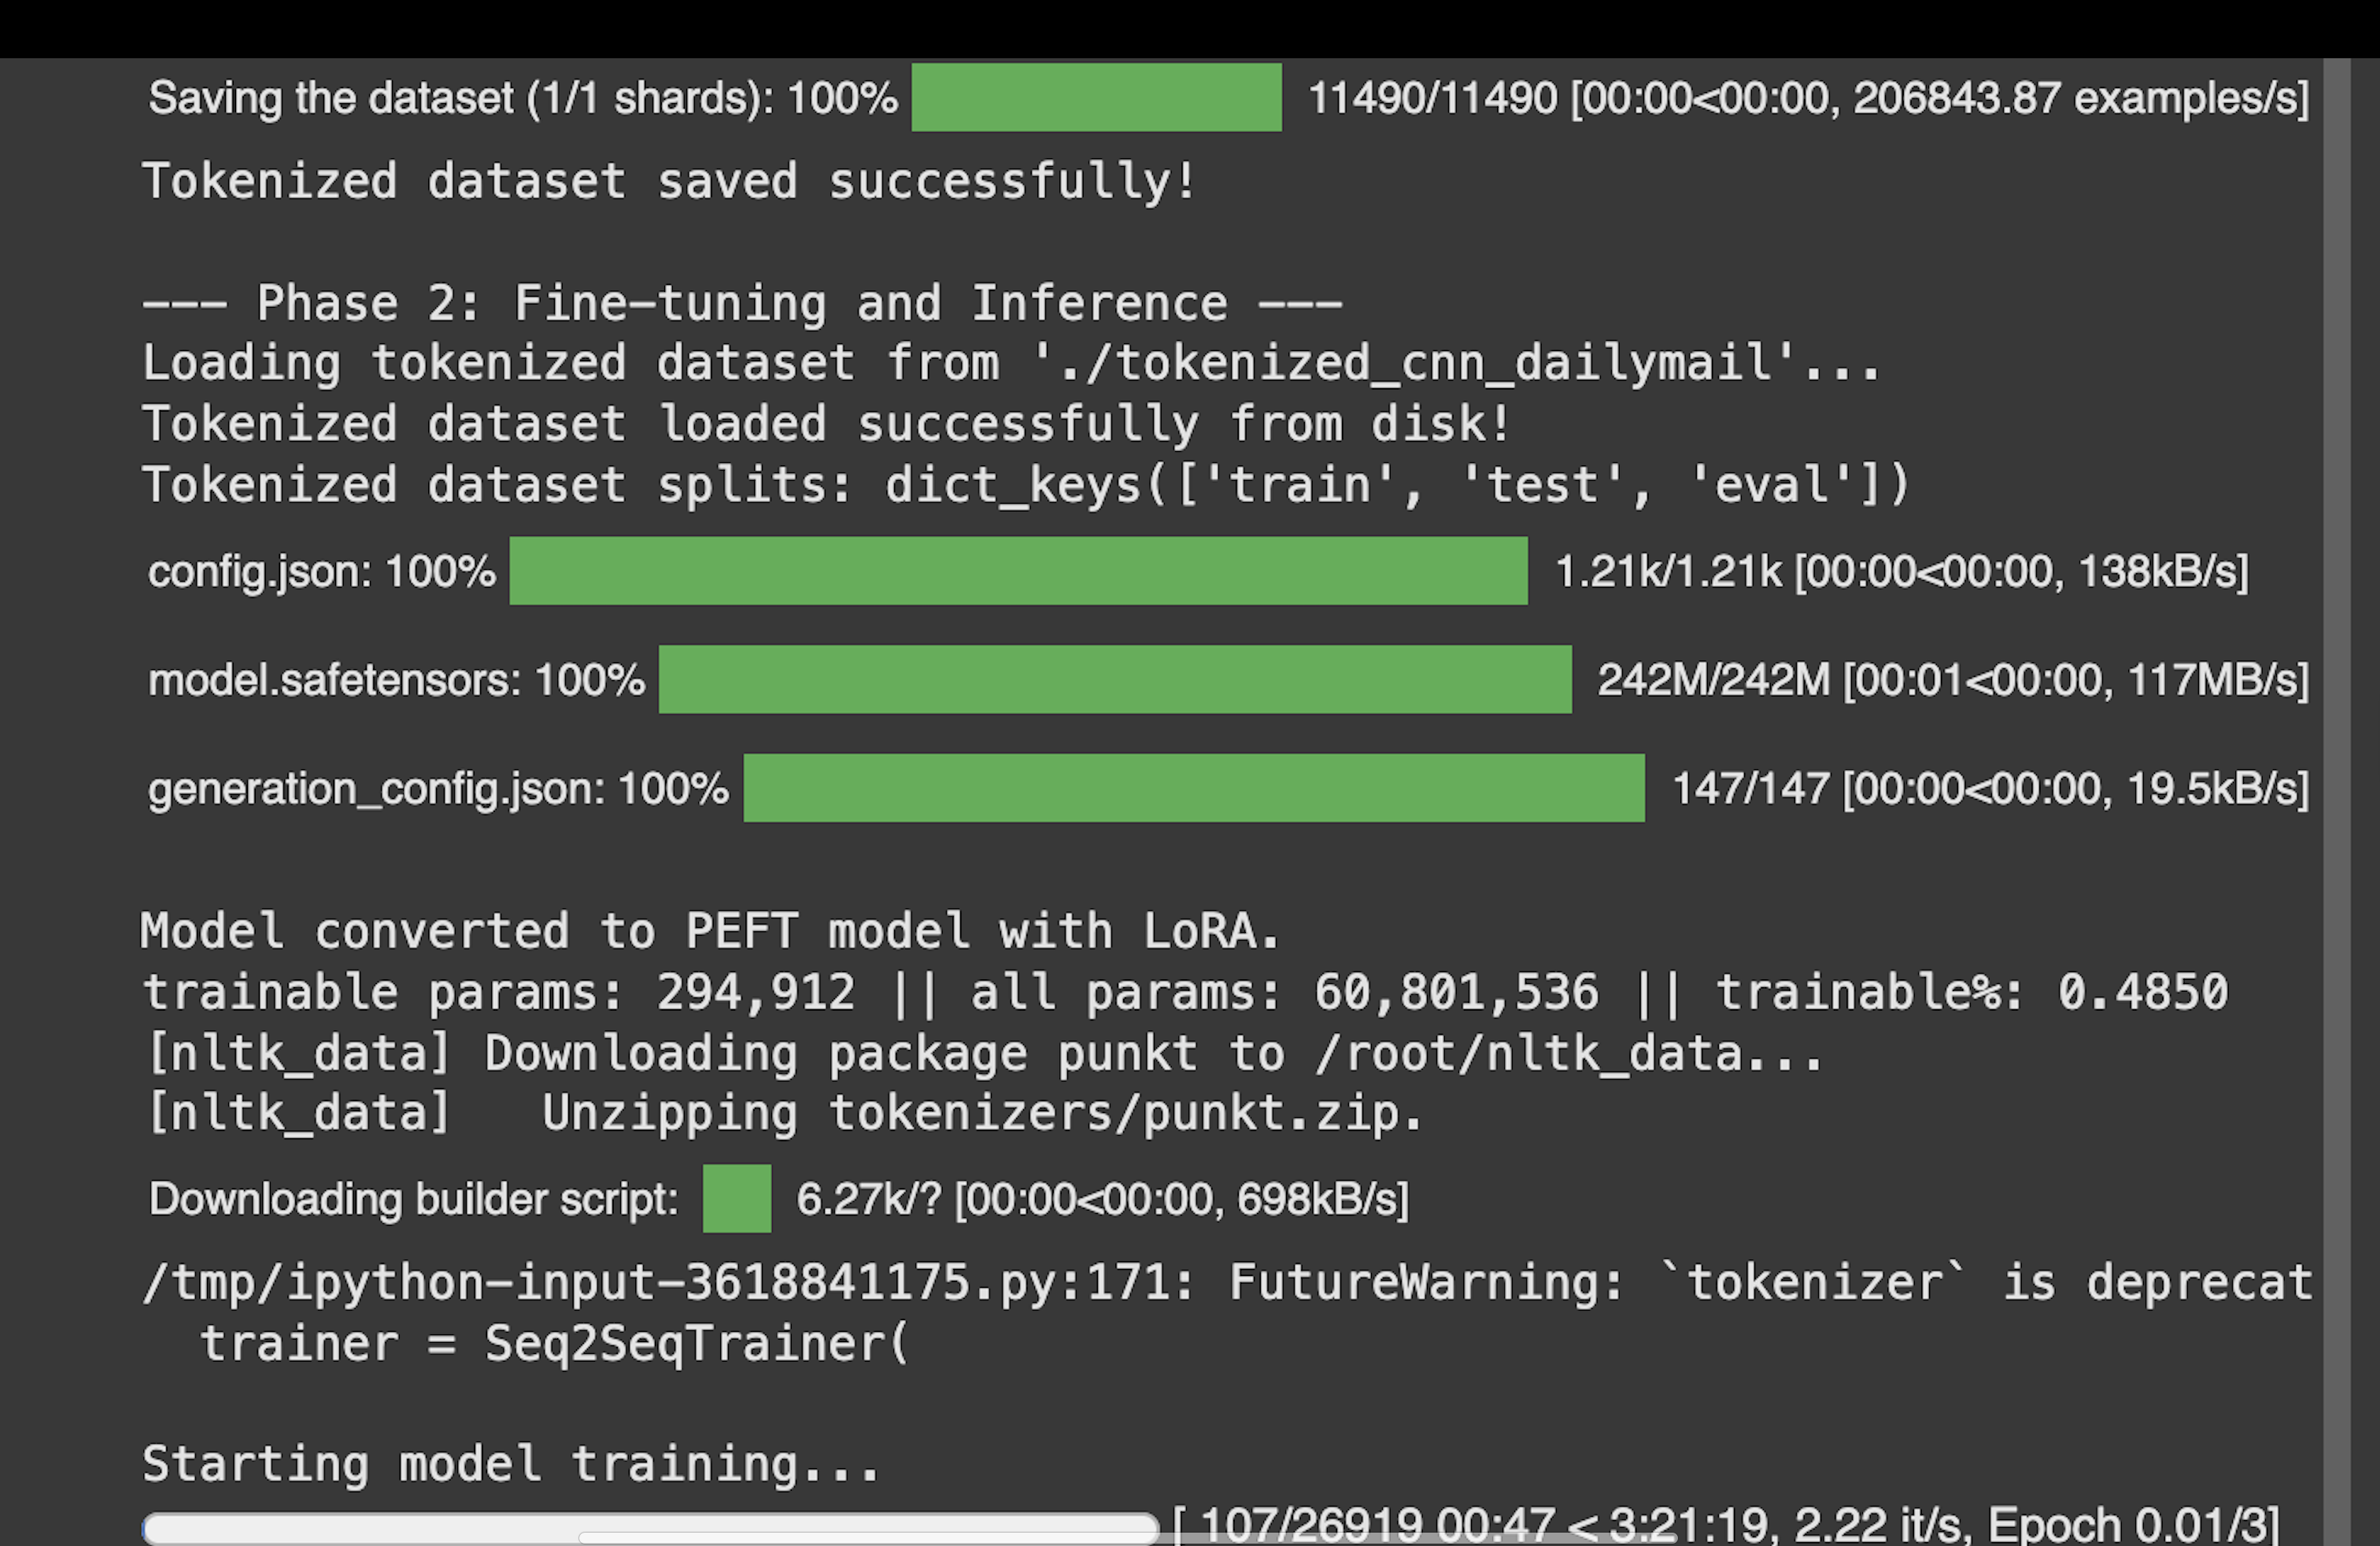 Saving the dataset (1/1 shards): 100% 11490/11490 [00:00<00:00, 206843.87 examples/s]
Tokenized dataset saved successfully!
--- Phase 2: Fine-tuning and Inference ---
Loading tokenized dataset from './tokenized_cnn_dailymail'...
Tokenized dataset loaded successfully from disk!
Tokenized dataset splits: dict_keys(['train', 'test', 'eval'])
config.json: 100% 1.21k/1.21k [00:00<00:00, 138kB/s]
model.safetensors: 100% 242M/242M [00:01<00:00, 117MB/s]
generation_config.json: 100% 147/147 [00:00<00:00, 19.5kB/s]
Model converted to PEFT model with LoRA.
trainable params: 294,912 || all params: 60,801,536 || trainable%: 0.4850
[nltk_data] Downloading package punkt to /root/nltk_data...
[nltk_data]   Unzipping tokenizers/punkt.zip.
Downloading builder script: 6.27k/? [00:00<00:00, 698kB/s]
/tmp/ipython-input-3618841175.py:171: FutureWarning: `tokenizer` is deprecat
  trainer = Seq2SeqTrainer(
Starting model training...
[ 107/26919 00:47 < 3:21:19, 2.22 it/s, Epoch 0.01/3]